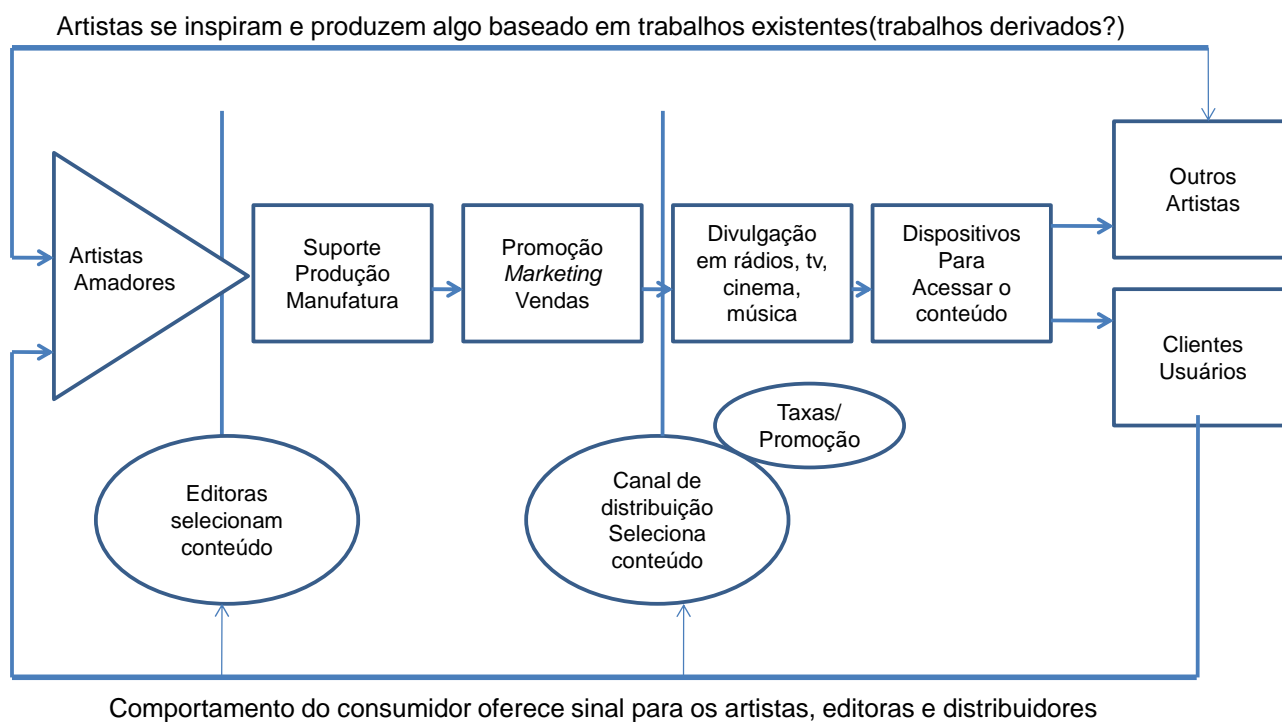 Artistas se inspiram e produzem algo baseado em trabalhos existentes(trabalhos derivados?)
Artistas
Amadores
Suporte
Produção
Manufatura
Promoção
Marketing
Vendas
Divulgação
em rádios, tv,
cinema,
música
Dispositivos
Para
Acessar o
conteúdo
Outros
Artistas
Clientes
Usuários
Taxas/
Promoção
Editoras
selecionam
conteúdo
Canal de
distribuição
Seleciona
conteúdo
Comportamento do consumidor oferece sinal para os artistas, editoras e distribuidores